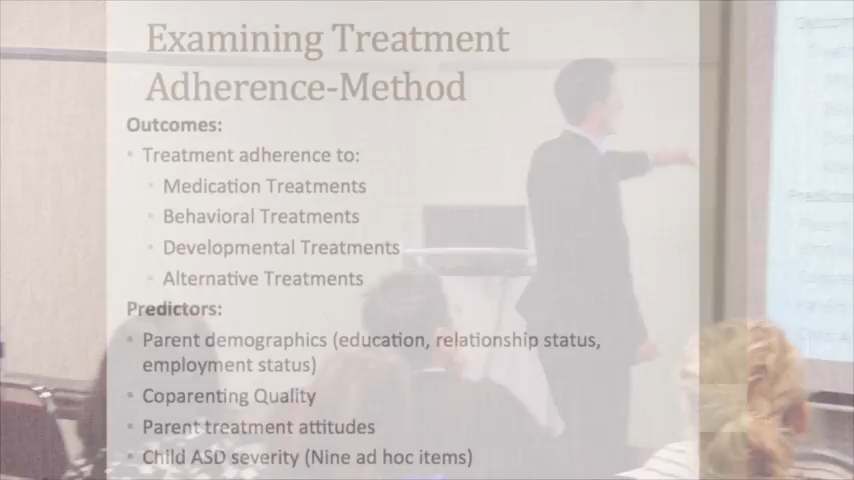 Examining Treatment
Adherence-Method
Outcomes:
Treatment adherence to:
Medication Treatments
Behavioral Treatments
Developmental Treatments
Alternative Treatments
Predictors:
Parent demographics (education, relationship status,
employment status)
Coparenting Quality
Parent treatment attitudes
Child ASD severity (Nine ad hoc items)